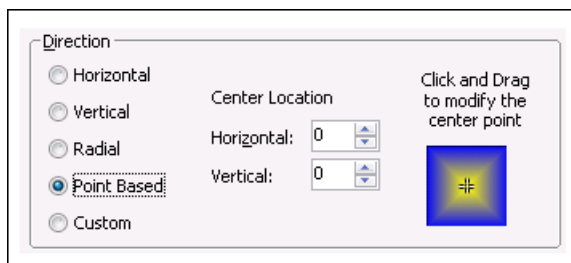 Direction
Horizontal
Vertical
Radial
Point Based
Custom
Center Location
Horizontal: 0
Vertical: 0
Click and Drag
to modify the
center point